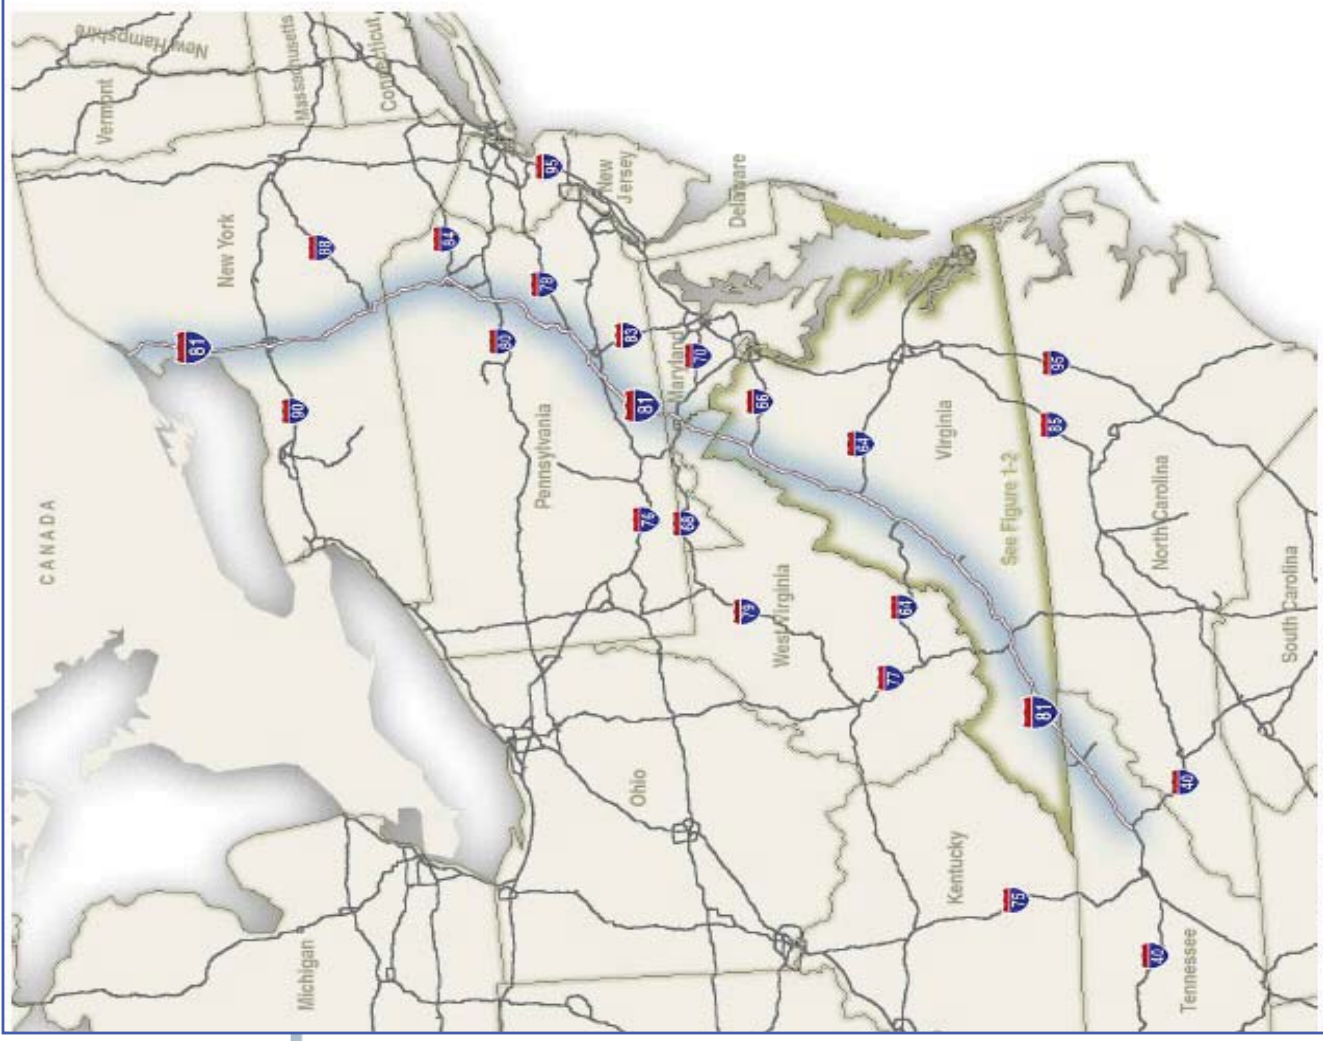 New Hampshire
Vermont
Massachusetts
Connecticut
CANADA
New York
81
88
90
84
95
New
Jersey
Delaware
78
80
83
70
Maryland
81
Pennsylvania
76
68
66
64
Virginia
See Figure 1-2
95
85
79
West Virginia
64
77
81
North Carolina
South Carolina
40
Ohio
Michigan
Kentucky
75
40
Tennessee